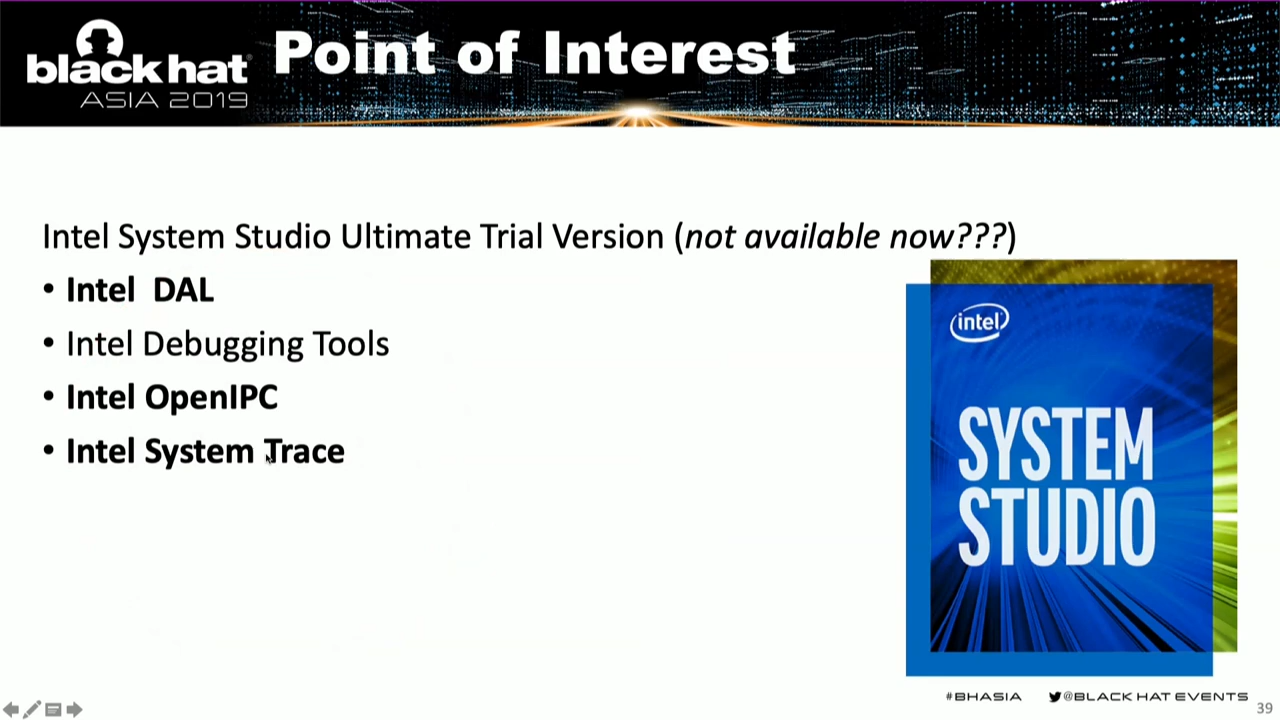 black hat
ASIA 2019
Point of Interest
Intel System Studio Ultimate Trial Version (not available now???)
• Intel  DAL
• Intel Debugging Tools
• Intel OpenIPC
• Intel System Trace
intel
SYSTEM
STUDIO
#BHASIA
@BLACK HAT EVENTS
39